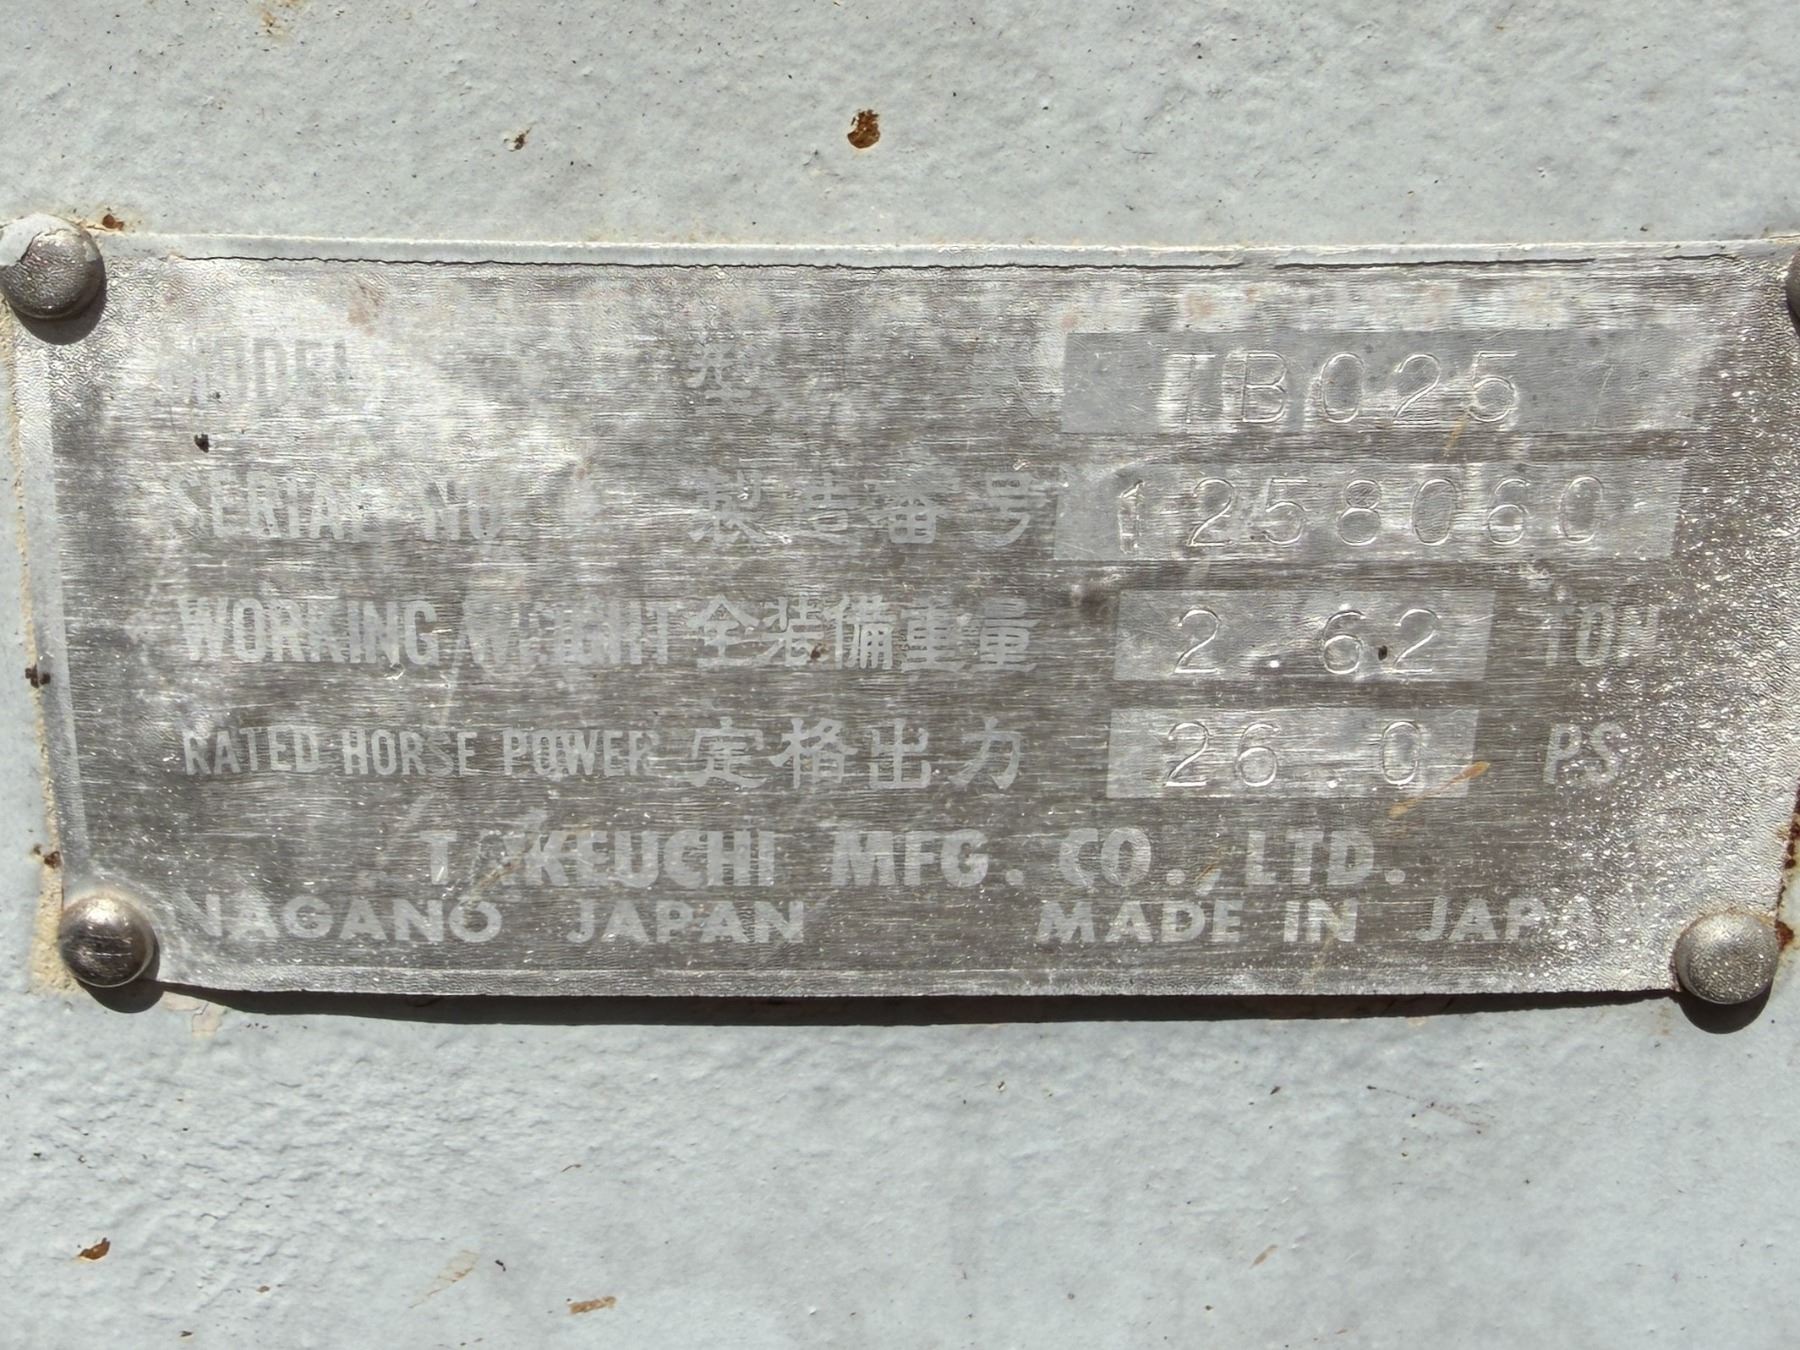 MODEL 型 式 TB025
SERIAL NO. 製造番号 1258060
WORKING WEIGHT 全装備重量 2.62 TON
RATED HORSE POWER 定格出力 26.0 PS
TAKEUCHI MFG. CO., LTD.
NAGANO JAPAN MADE IN JAPAN